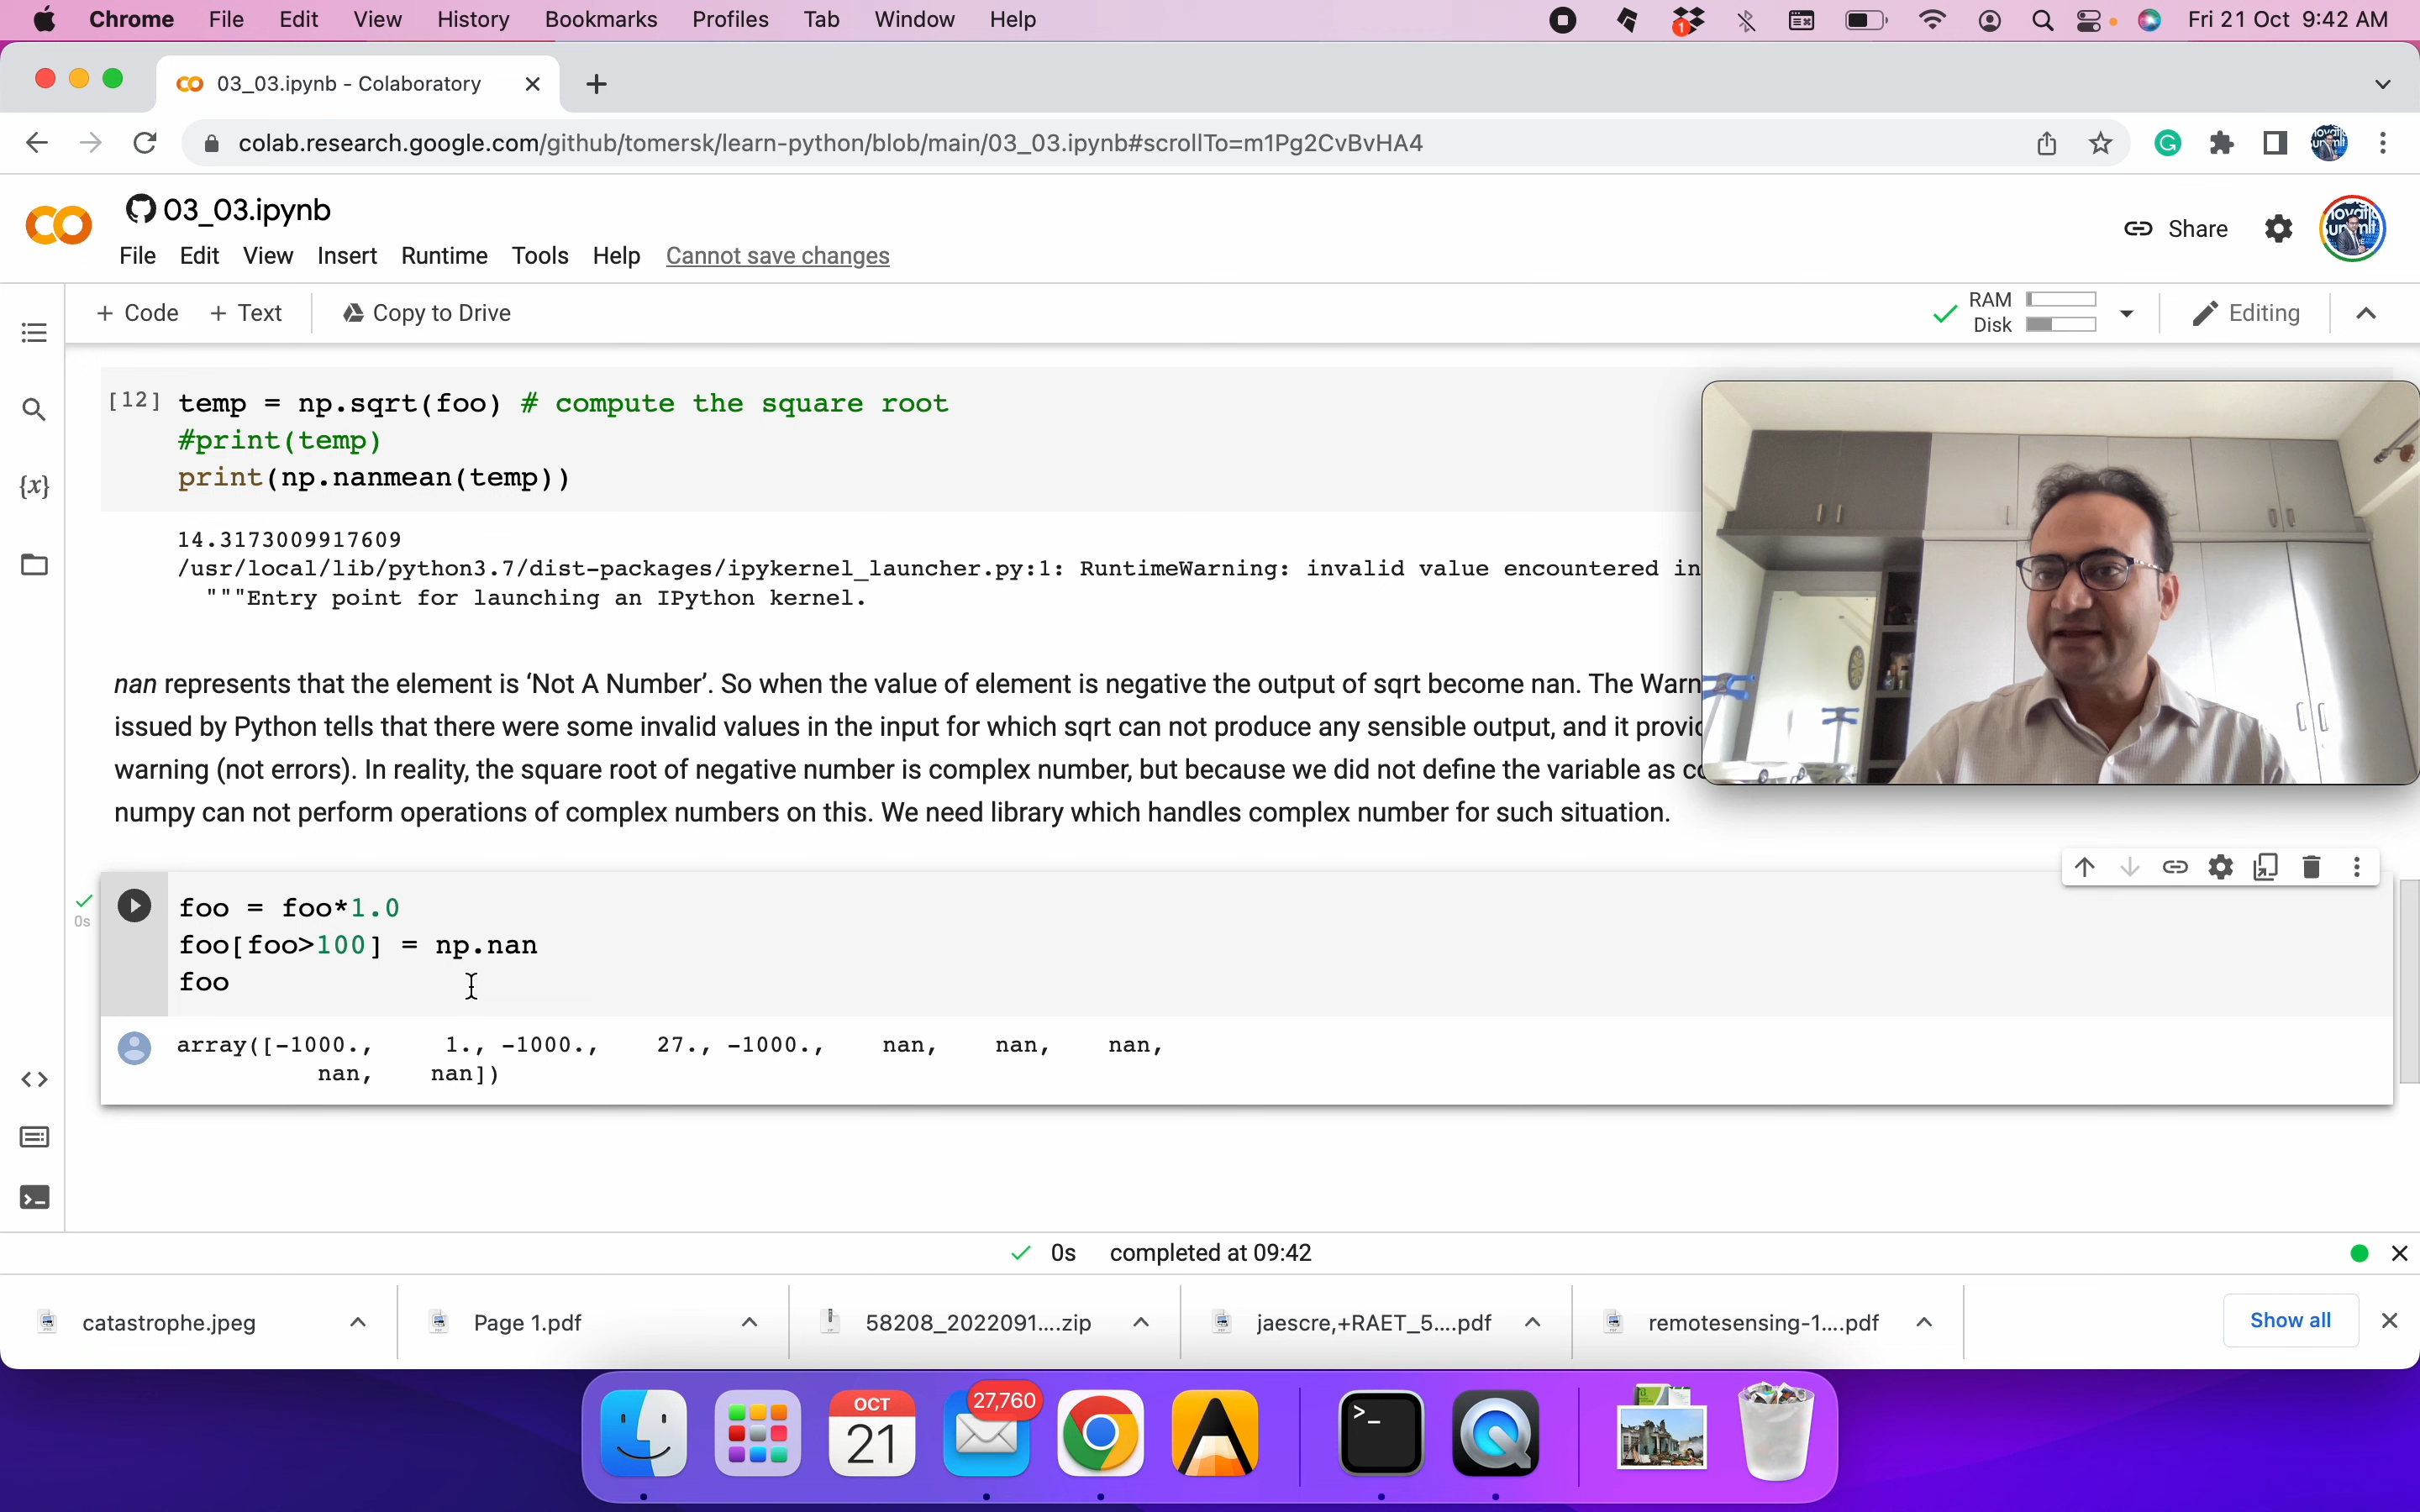 Chrome File Edit View History Bookmarks Profiles Tab Window Help 1 Fri 21 Oct 9:42 AM
03_03.ipynb - Colaboratory
colab.research.google.com/github/tomersk/learn-python/blob/main/03_03.ipynb#scrollTo=m1Pg2CvBvHA4
03_03.ipynb
File Edit View Insert Runtime Tools Help Cannot save changes
Share
+ Code + Text Copy to Drive
RAM
Disk
Editing
[12] temp = np.sqrt(foo) # compute the square root
#print(temp)
print(np.nanmean(temp))
14.3173009917609
/usr/local/lib/python3.7/dist-packages/ipykernel_launcher.py:1: RuntimeWarning: invalid value encountered in
"""Entry point for launching an IPython kernel.
nan represents that the element is ‘Not A Number’. So when the value of element is negative the output of sqrt become nan. The Warn
issued by Python tells that there were some invalid values in the input for which sqrt can not produce any sensible output, and it provid
warning (not errors). In reality, the square root of negative number is complex number, but because we did not define the variable as co
numpy can not perform operations of complex numbers on this. We need library which handles complex number for such situation.
0s
foo = foo*1.0
foo[foo>100] = np.nan
foo
array([-1000., 1., -1000., 27., -1000., nan, nan, nan,
nan, nan])
0s completed at 09:42
catastrophe.jpeg
Page 1.pdf
58208_2022091....zip
jaescre,+RAET_5....pdf
remotesensing-1....pdf
Show all
OCT
21
27,760